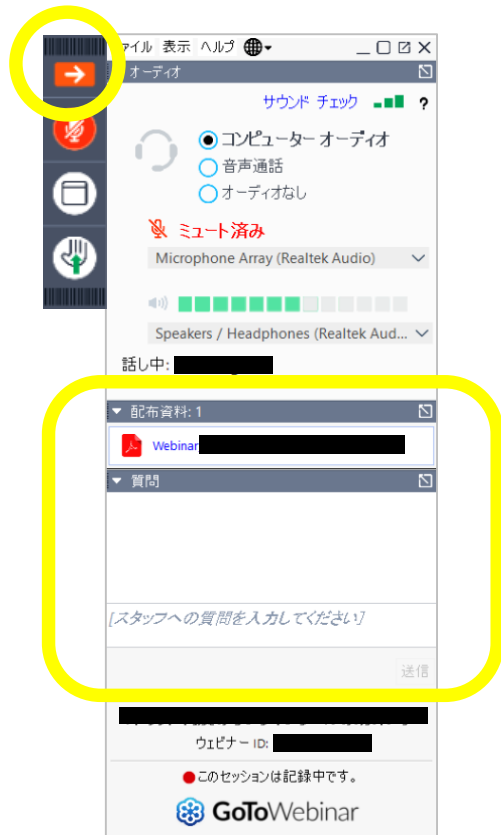 ァイル 表示 ヘルプ
オーディオ
サウンド チェック ?
コンピューター オーディオ
音声通話
オーディオなし
ミュート済み
Microphone Array (Realtek Audio)
Speakers / Headphones (Realtek Aud...
話し中:
配布資料: 1
Webinar
質問
[スタッフへの質問を入力してください]
送信
ウェビナー ID:
このセッションは記録中です。
GoToWebinar